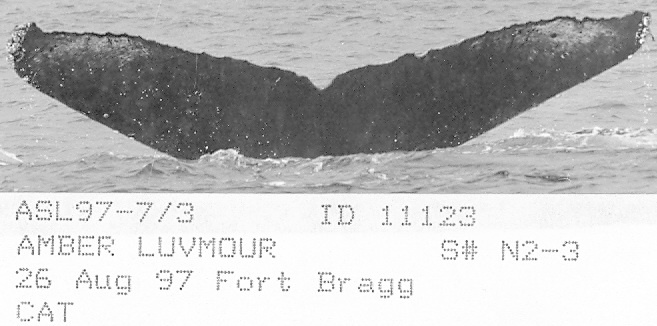 ASL97-7/3 ID 11123
AMBER LUVMOUR S# N2-3
26 Aug 97 Fort Bragg
CAT